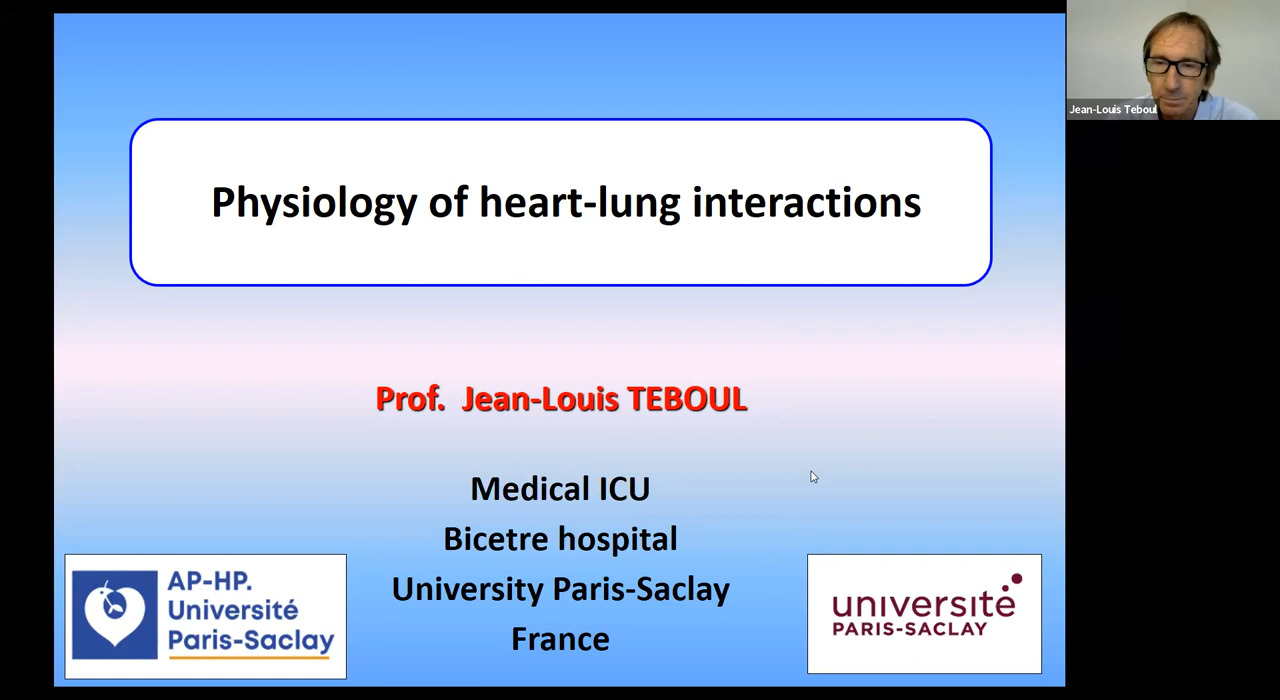 Physiology of heart-lung interactions
Prof. Jean-Louis TEBOUL
Medical ICU
Bicetre hospital
University Paris-Saclay
France
AP-HP.
Université
Paris-Saclay
université
PARIS-SACLAY
Jean-Louis Teboul